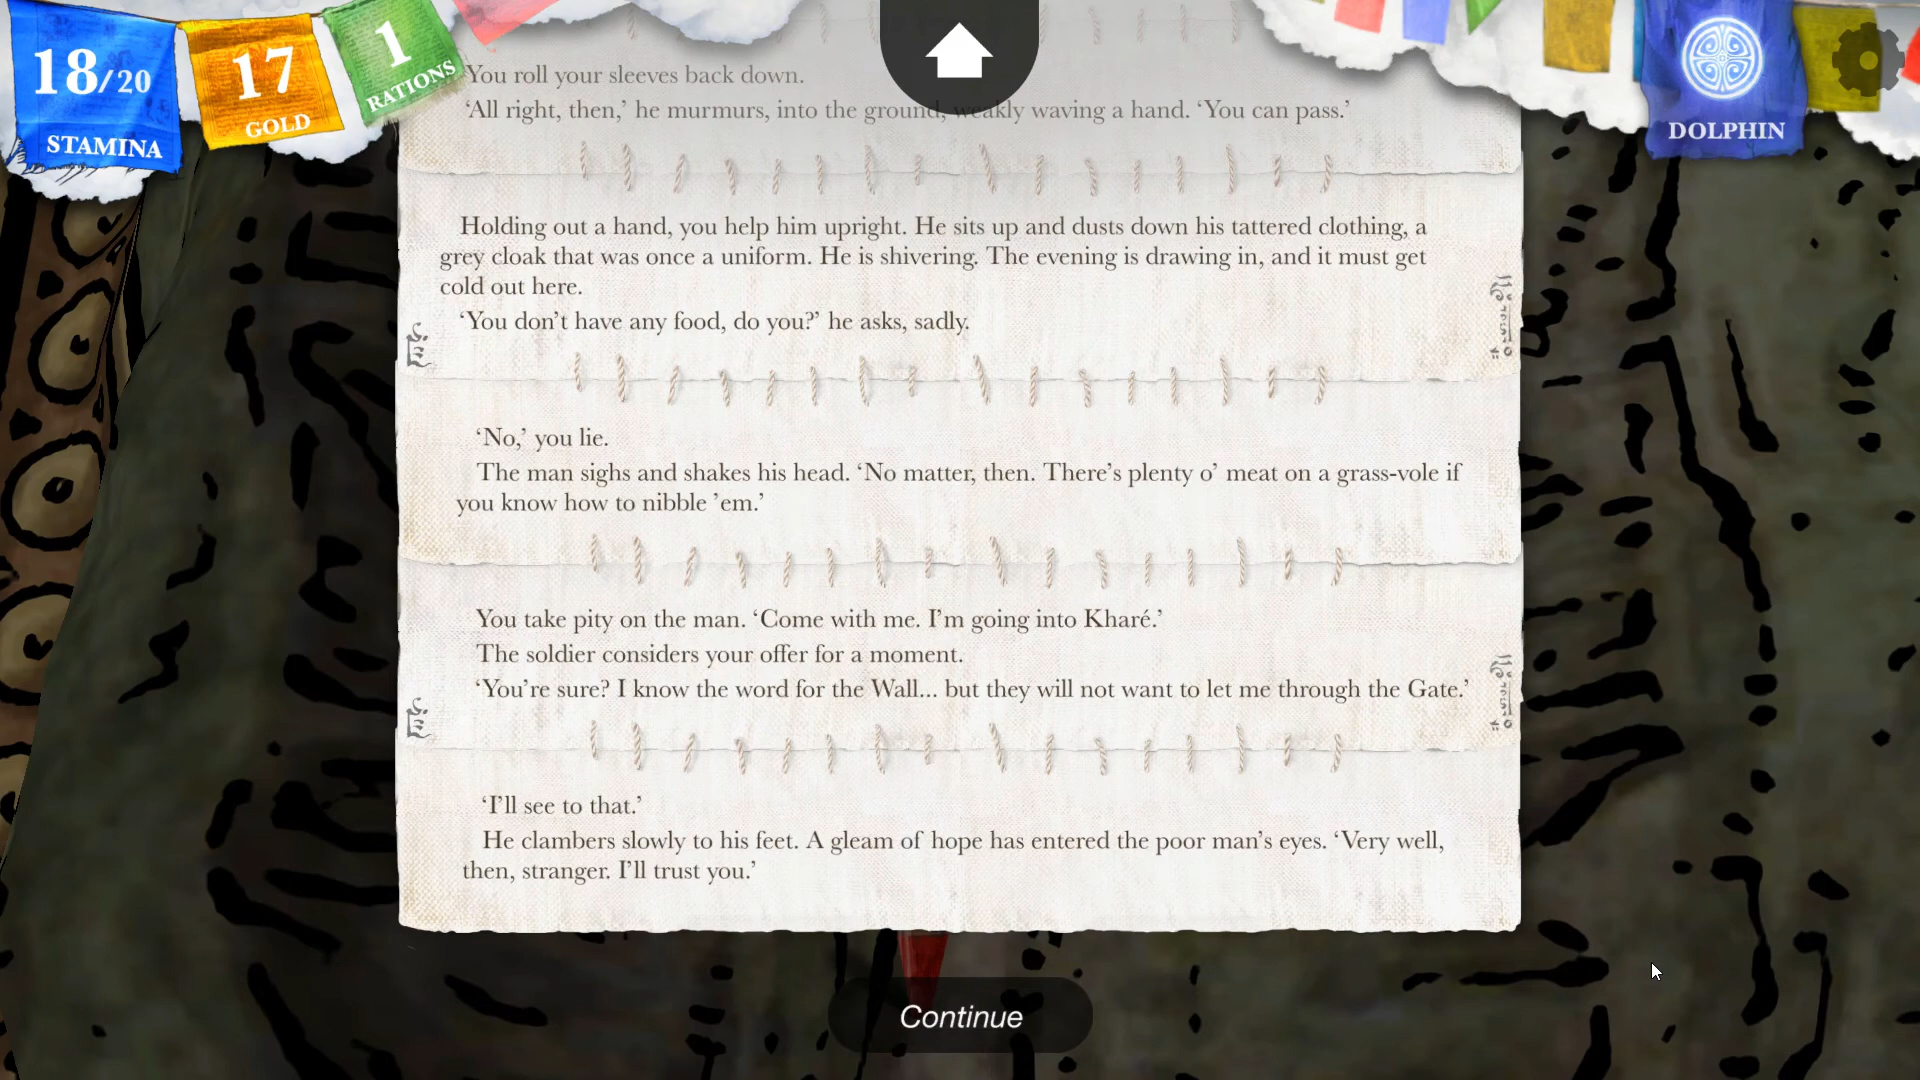 18/20
STAMINA
17
GOLD
1
RATIONS
DOLPHIN
You roll your sleeves back down.
‘All right, then,’ he murmurs, into the ground, weakly waving a hand. ‘You can pass.’
Holding out a hand, you help him upright. He sits up and dusts down his tattered clothing, a
grey cloak that was once a uniform. He is shivering. The evening is drawing in, and it must get
cold out here.
‘You don’t have any food, do you?’ he asks, sadly.
‘No,’ you lie.
The man sighs and shakes his head. ‘No matter, then. There’s plenty o’ meat on a grass-vole if
you know how to nibble ’em.’
You take pity on the man. ‘Come with me. I’m going into Kharé.’
The soldier considers your offer for a moment.
‘You’re sure? I know the word for the Wall... but they will not want to let me through the Gate.’
‘I’ll see to that.’
He clambers slowly to his feet. A gleam of hope has entered the poor man’s eyes. ‘Very well,
then, stranger. I’ll trust you.’
Continue